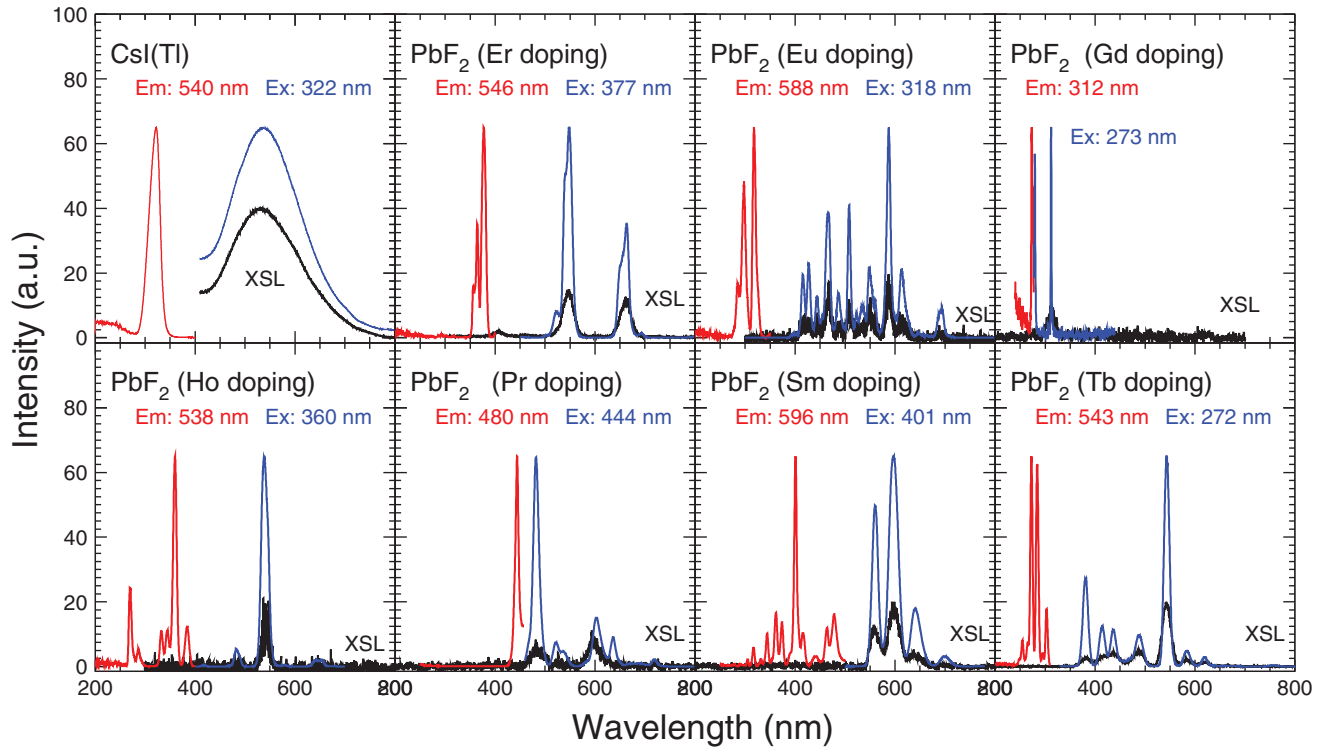 100
80
60
40
20
0
CsI(Tl)
Em: 540 nm Ex: 322 nm
XSL
PbF2 (Er doping)
Em: 546 nm Ex: 377 nm
XSL
PbF2 (Eu doping)
Em: 588 nm Ex: 318 nm
XSL
PbF2 (Gd doping)
Em: 312 nm
Ex: 273 nm
XSL
Intensity (a.u.)
80
60
40
20
0
PbF2 (Ho doping)
Em: 538 nm Ex: 360 nm
XSL
PbF2 (Pr doping)
Em: 480 nm Ex: 444 nm
XSL
PbF2 (Sm doping)
Em: 596 nm Ex: 401 nm
XSL
PbF2 (Tb doping)
Em: 543 nm Ex: 272 nm
XSL
200 400 600 800 400 600 800 400 600 800 400 600 800
Wavelength (nm)